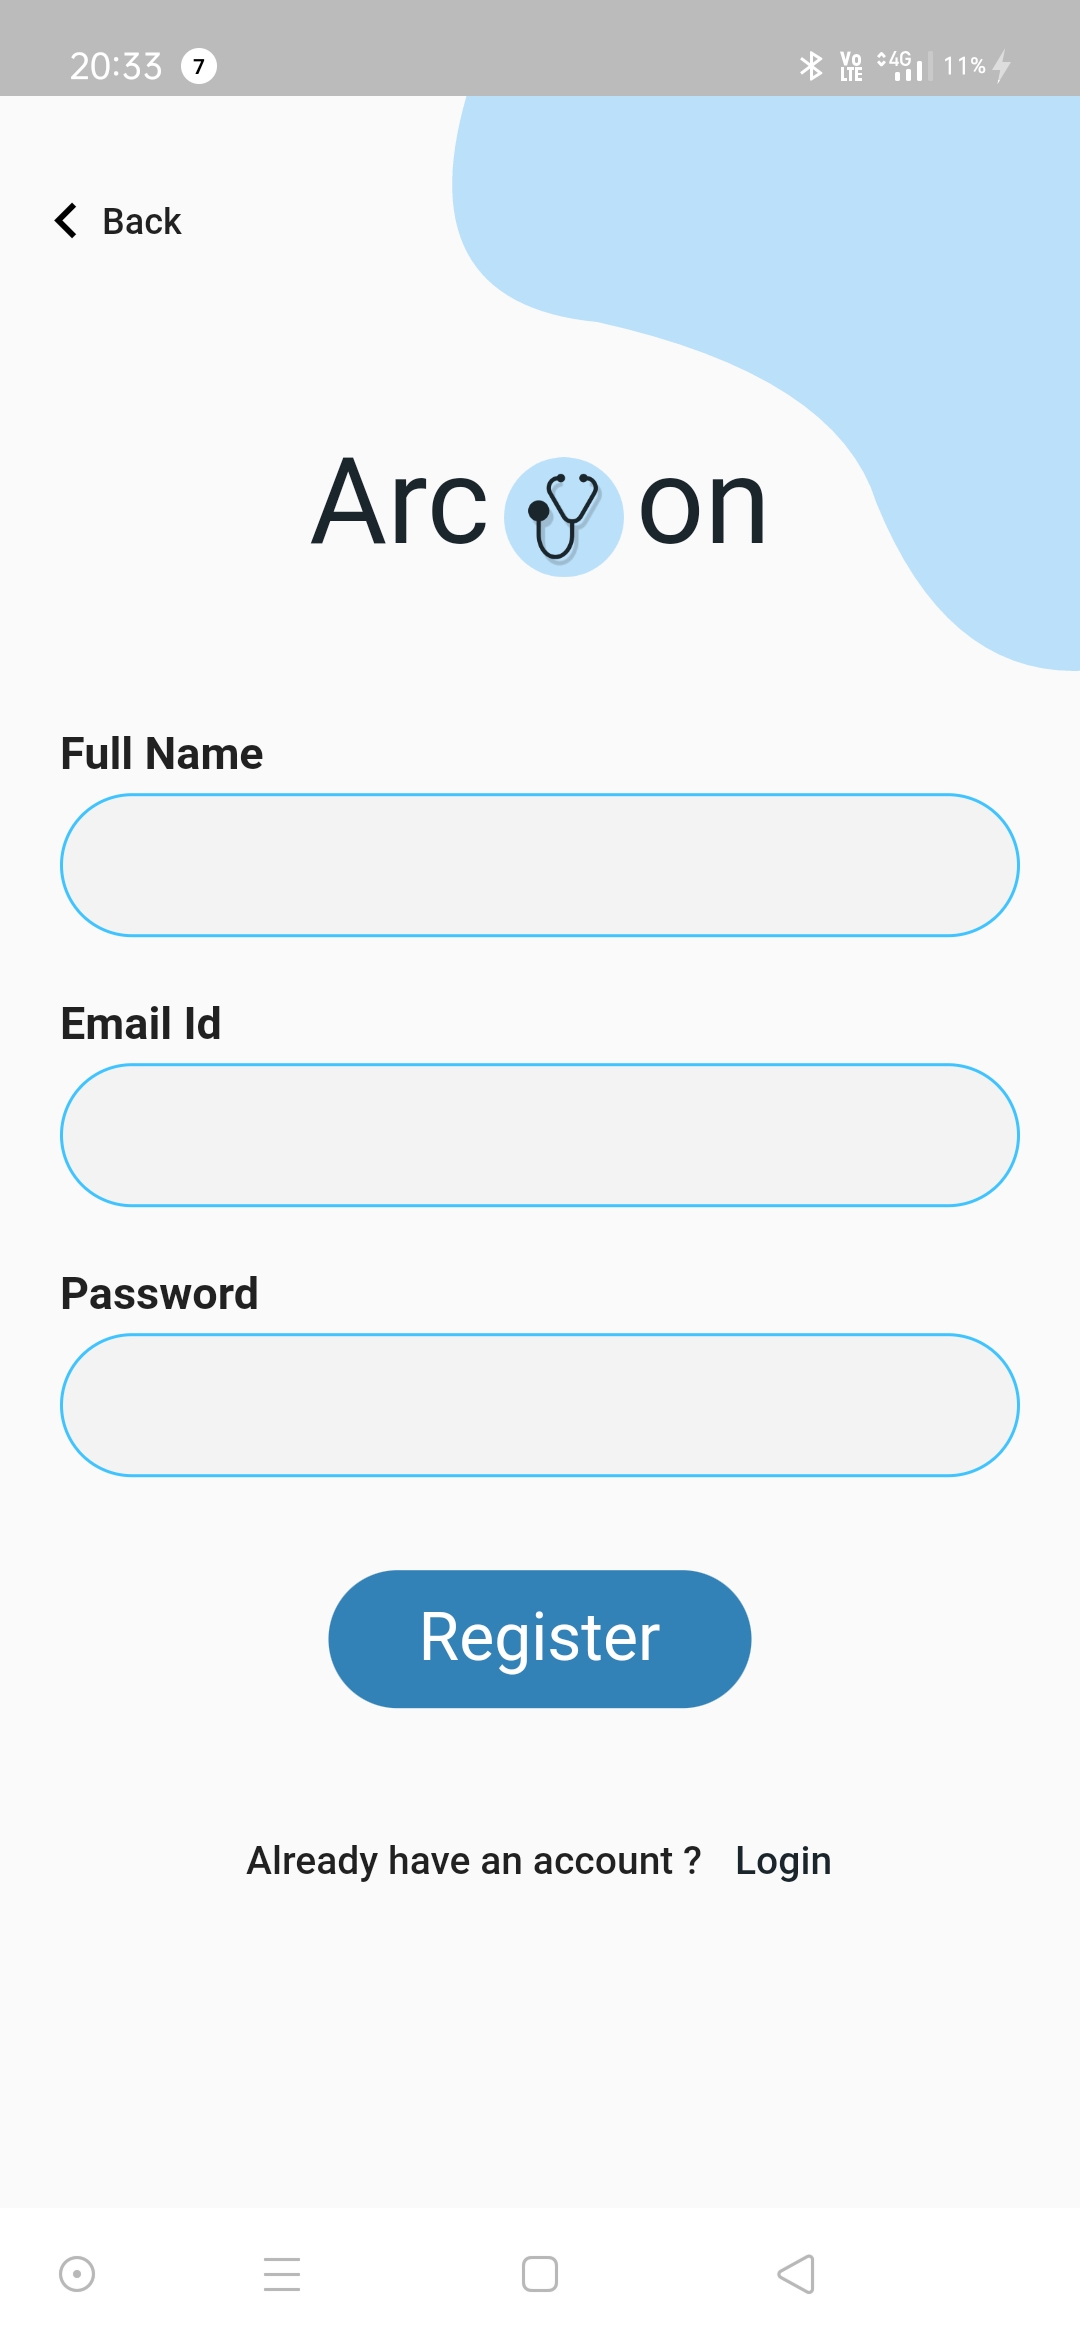 20:33 7 Vo LTE 4G 11%
Back
Arc on
Full Name
Email Id
Password
Register
Already have an account ? Login